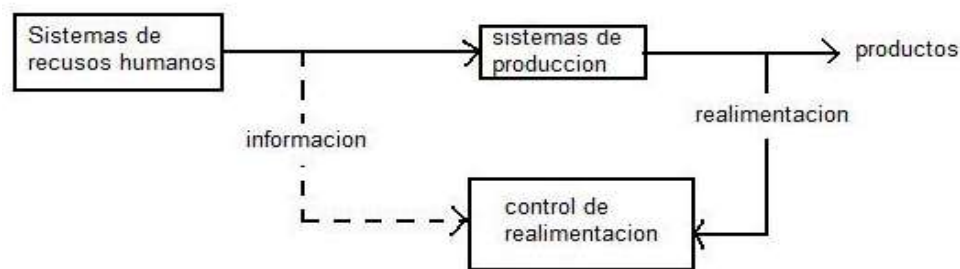 Sistemas de
recusos humanos
sistemas de
produccion
productos
realimentacion
informacion
control de
realimentacion